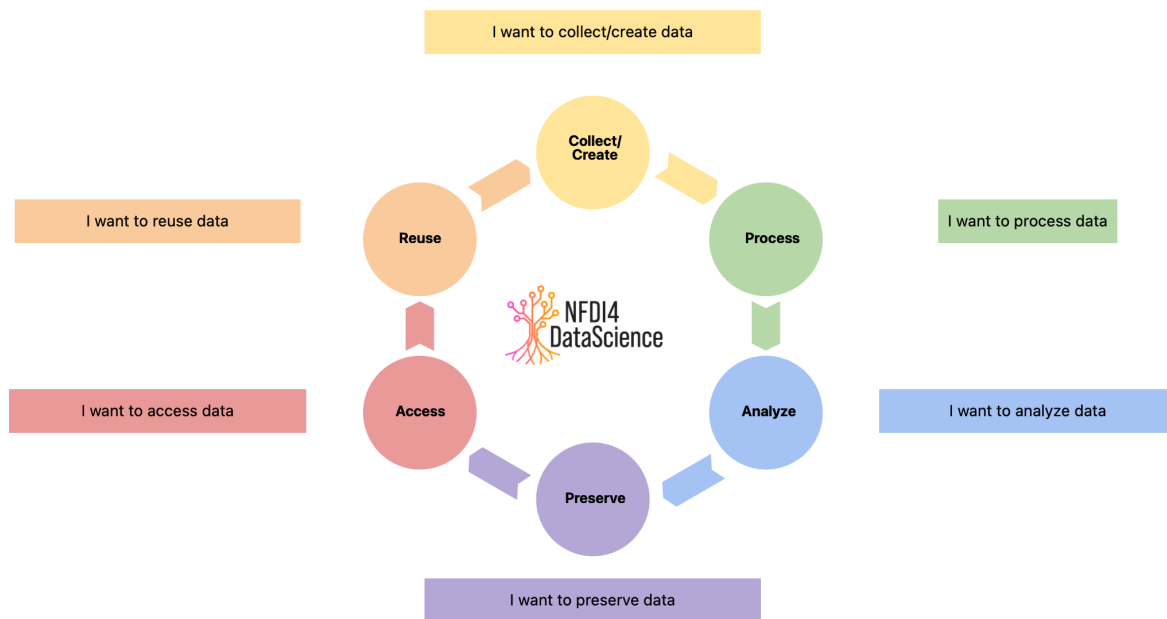 I want to collect/create data
Collect/
Create
I want to reuse data
Reuse
Process
I want to process data
NFDI4
DataScience
I want to access data
Access
Analyze
I want to analyze data
Preserve
I want to preserve data